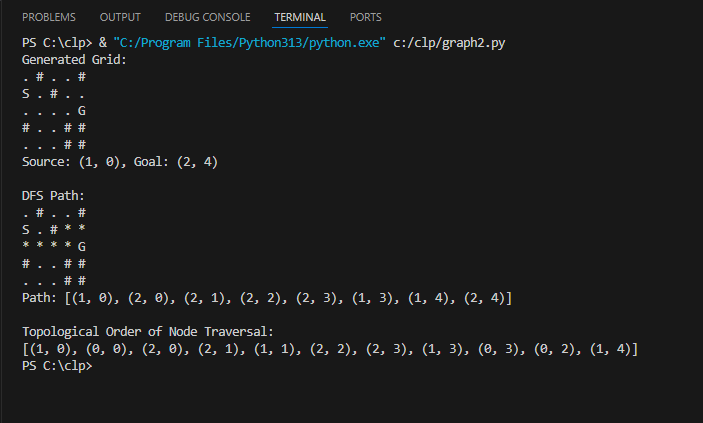 PROBLEMS OUTPUT DEBUG CONSOLE TERMINAL PORTS
PS C:\clp> & "C:/Program Files/Python313/python.exe" c:/clp/graph2.py
Generated Grid:
. # . . #
S . # . .
. . . . G
# . . # #
. . . # #
Source: (1, 0), Goal: (2, 4)
DFS Path:
. # . . #
S . # * *
* * * * G
# . . # #
. . . # #
Path: [(1, 0), (2, 0), (2, 1), (2, 2), (2, 3), (1, 3), (1, 4), (2, 4)]
Topological Order of Node Traversal:
[(1, 0), (0, 0), (2, 0), (2, 1), (1, 1), (2, 2), (2, 3), (1, 3), (0, 3), (0, 2), (1, 4)]
PS C:\clp>